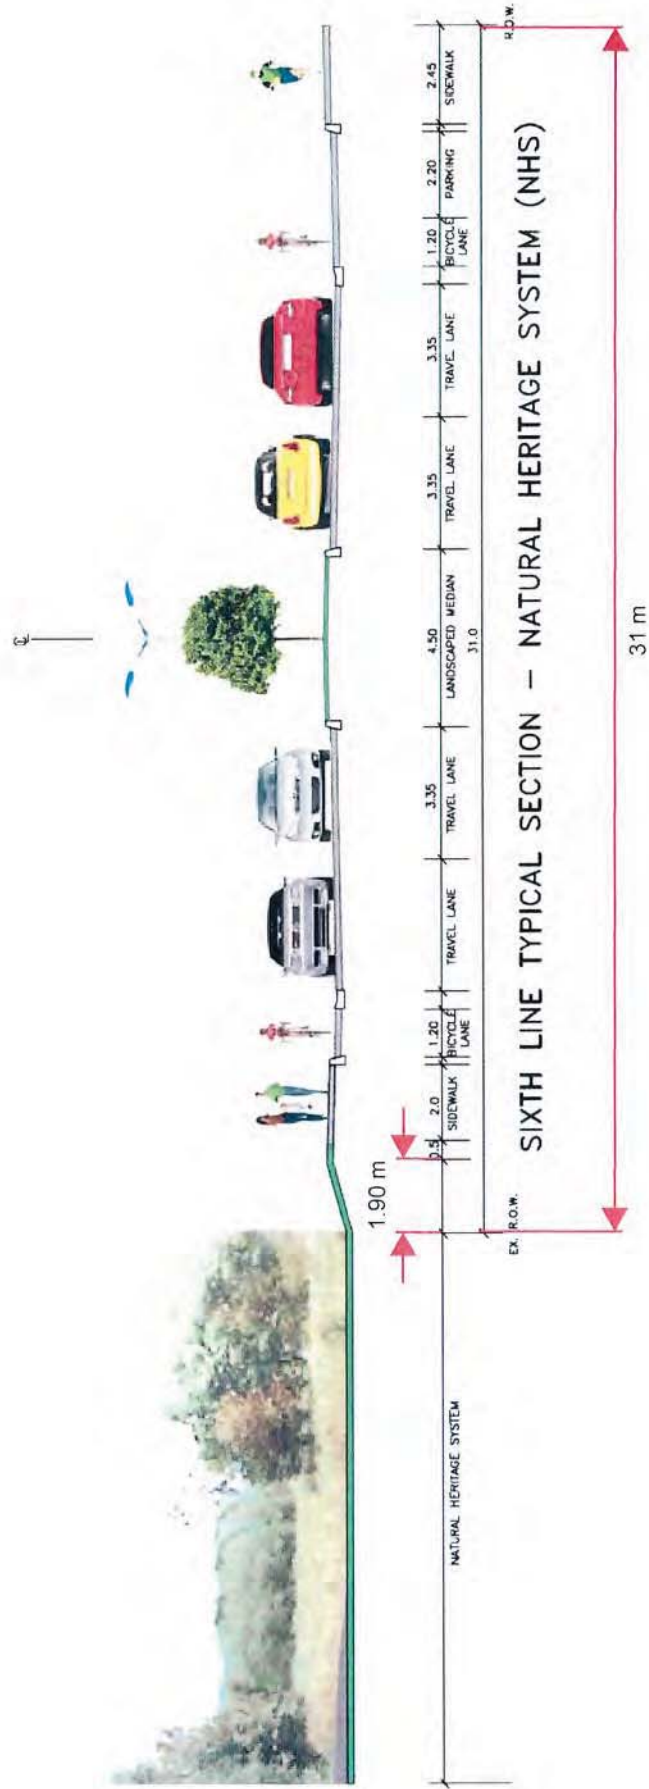 ℄
1.90 m
0.5
2.0
1.20
3.35
4.50
3.35
3.35
1.20
2.20
2.45
NATURAL HERITAGE SYSTEM
SIDEWALK
BICYCLE
LANE
TRAVEL LANE
TRAVEL LANE
LANDSCAPED MEDIAN
TRAVEL LANE
TRAVEL LANE
BICYCLE
LANE
PARKING
SIDEWALK
31.0
EX. R.O.W.
R.O.W.
SIXTH LINE TYPICAL SECTION – NATURAL HERITAGE SYSTEM (NHS)
31 m